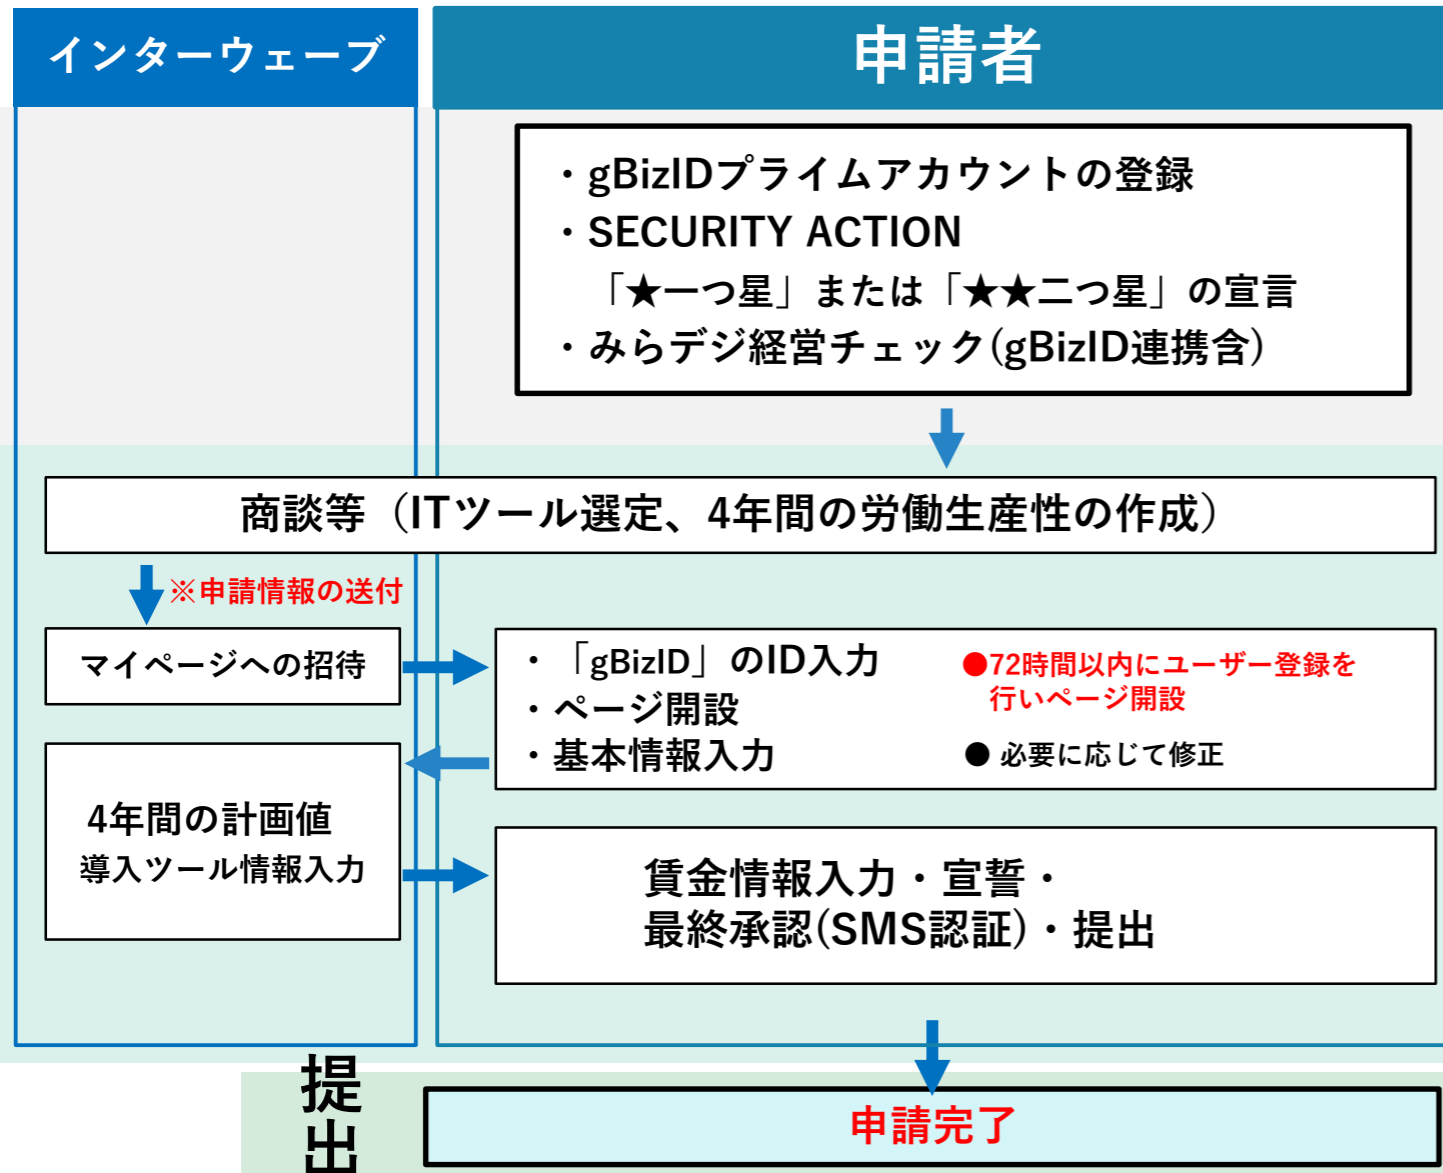 インターウェーブ
申請者
・gBizIDプライムアカウントの登録
・SECURITY ACTION
「★一つ星」または「★★二つ星」の宣言
・みらデジ経営チェック(gBizID連携含)
商談等（ITツール選定、4年間の労働生産性の作成）
※申請情報の送付
マイページへの招待
・「gBizID」のID入力
・ページ開設
・基本情報入力
●72時間以内にユーザー登録を
行いページ開設
● 必要に応じて修正
4年間の計画値
導入ツール情報入力
賃金情報入力・宣誓・
最終承認(SMS認証)・提出
提出
申請完了